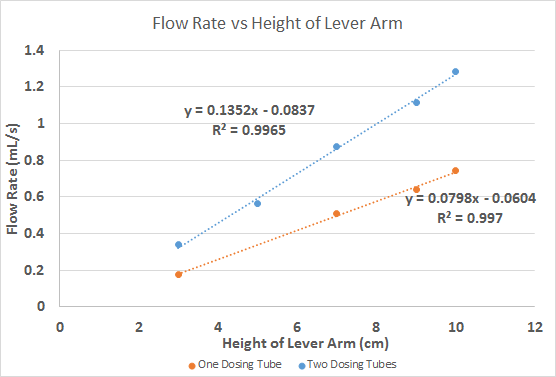 Flow Rate vs Height of Lever Arm
1.4
1.2
1
0.8
0.6
0.4
0.2
0
Flow Rate (mL/s)
y = 0.1352x - 0.0837
R² = 0.9965
y = 0.0798x - 0.0604
R² = 0.997
0 2 4 6 8 10 12
Height of Lever Arm (cm)
One Dosing Tube Two Dosing Tubes